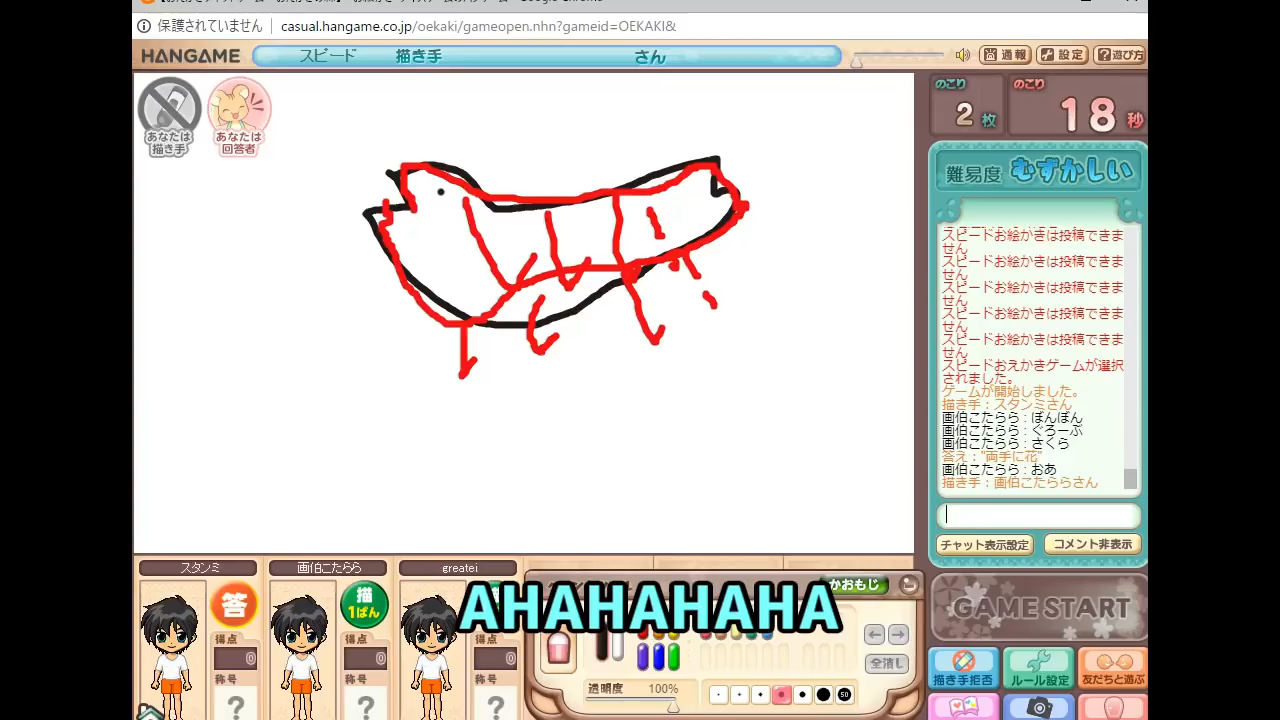 保護されていません casual.hangame.co.jp/oekaki/gameopen.nhn?gameid=OEKAKI&
HANGAME スピード 描き手 さん 通報 設定 ?遊び方
あなたは
描き手
あなたは
回答者
のこり 2 枚 のこり 18 秒
難易度 むずかしい
スピードお絵かきは投稿できま
せん
スピードお絵かきは投稿できま
せん
スピードお絵かきは投稿できま
せん
スピードお絵かきは投稿できま
せん
スピードお絵かきは投稿できま
せん
スピードおえかきゲームが選択
されました。
ゲームが開始しました。
描き手：スタンミさん
画伯こたらら：ぽんぽん
画伯こたらら：ぐろーぶ
画伯こたらら：さくら
答え："両手に花"
画伯こたらら：おあ
描き手：画伯こたららさん
チャット表示設定 コメント非表示
スタンミ 画伯こたらら greatei
かおもじ
答 描 1ばん
AHAHAHAHA
GAME START
得点 0 得点 0 得点 0
全消し
称号 称号 称号
? ? ?
透明度 100% 50
描き手拒否 ルール設定 友だちと遊ぶ